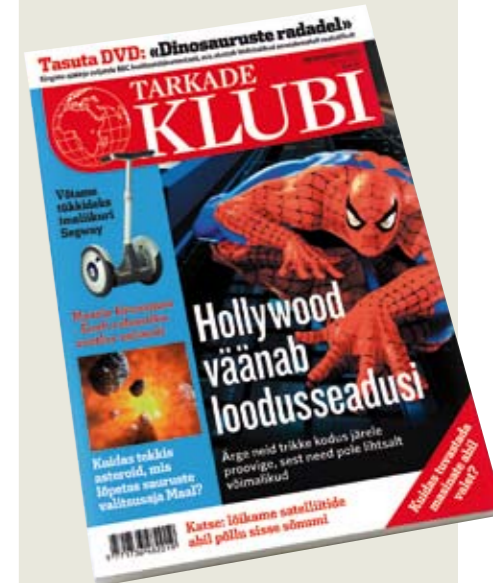 Tasuta DVD: «Dinosauruste radadel»
TARKADE
KLUBI
Võtame
tükkideks
imeliikuri
Segway
Hollywood
väänab
loodusseadusi
Ärge neid trikke kodus järele
proovige, sest need pole lihtsalt
võimalikud
Kuidas tekkis
asteroid, mis
lõpetas sauruste
valitsusaja Maal?
Kuidas tuvastada
masinate abil
valet?
Katse: lõikame satelliitide
abil põllu sisse sõnami